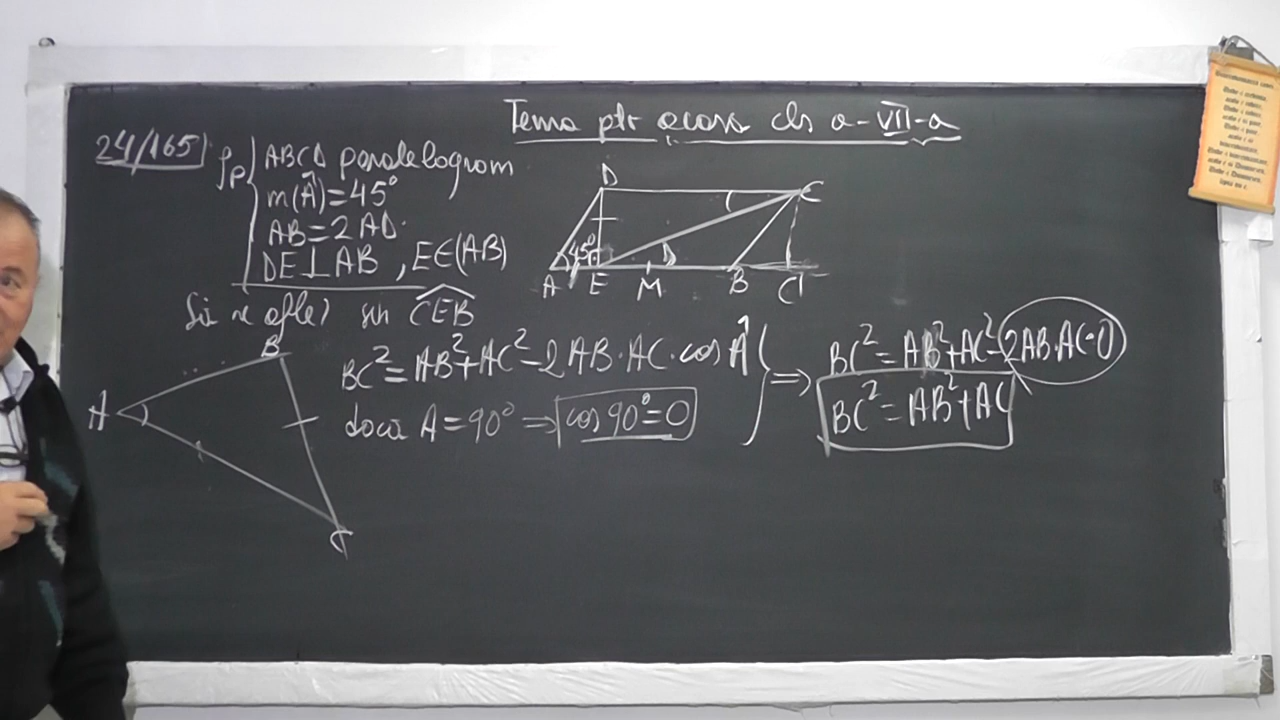 Tema ptr acasa cls a-VII-a
24/165
Ip ABCD paralelogram
m(Â)=45°
AB=2AD
DE⊥AB, E∈(AB)
Să se afle sin CEB
D C
45°
A E M B C'
BC²=AB²+AC²-2AB·AC·cos Â
daca A=90° ⇒ cos 90°=0
⇒ BC²=AB²+AC²-2AB·AC·0
BC²=AB²+AC
B
A
C